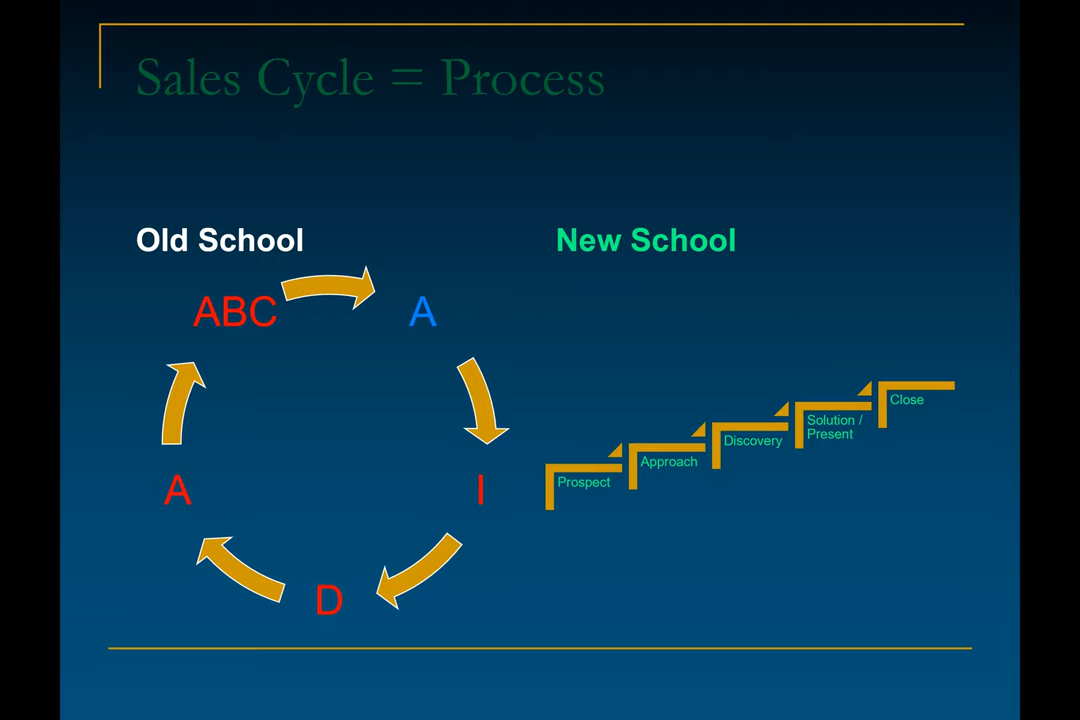 Sales Cycle = Process
Old School
ABC
A
I
D
A
New School
Prospect
Approach
Discovery
Solution /
Present
Close